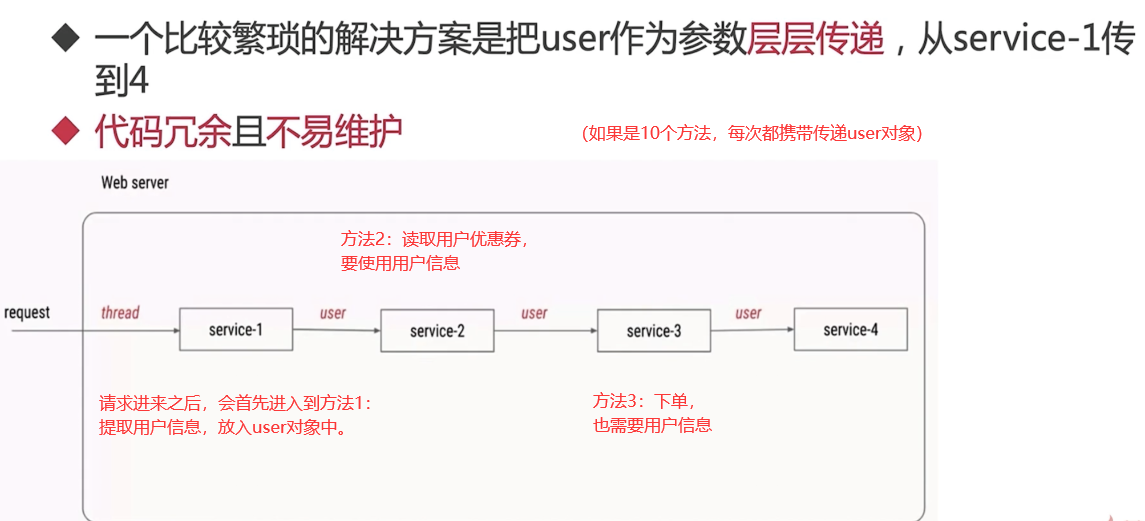 一个比较繁琐的解决方案是把user作为参数层层传递，从service-1传
到4
代码冗余且不易维护
（如果是10个方法，每次都携带传递user对象）
Web server
方法2：读取用户优惠券，
要使用用户信息
request
thread
service-1
user
service-2
user
service-3
user
service-4
请求进来之后，会首先进入到方法1：
提取用户信息，放入user对象中。
方法3：下单，
也需要用户信息